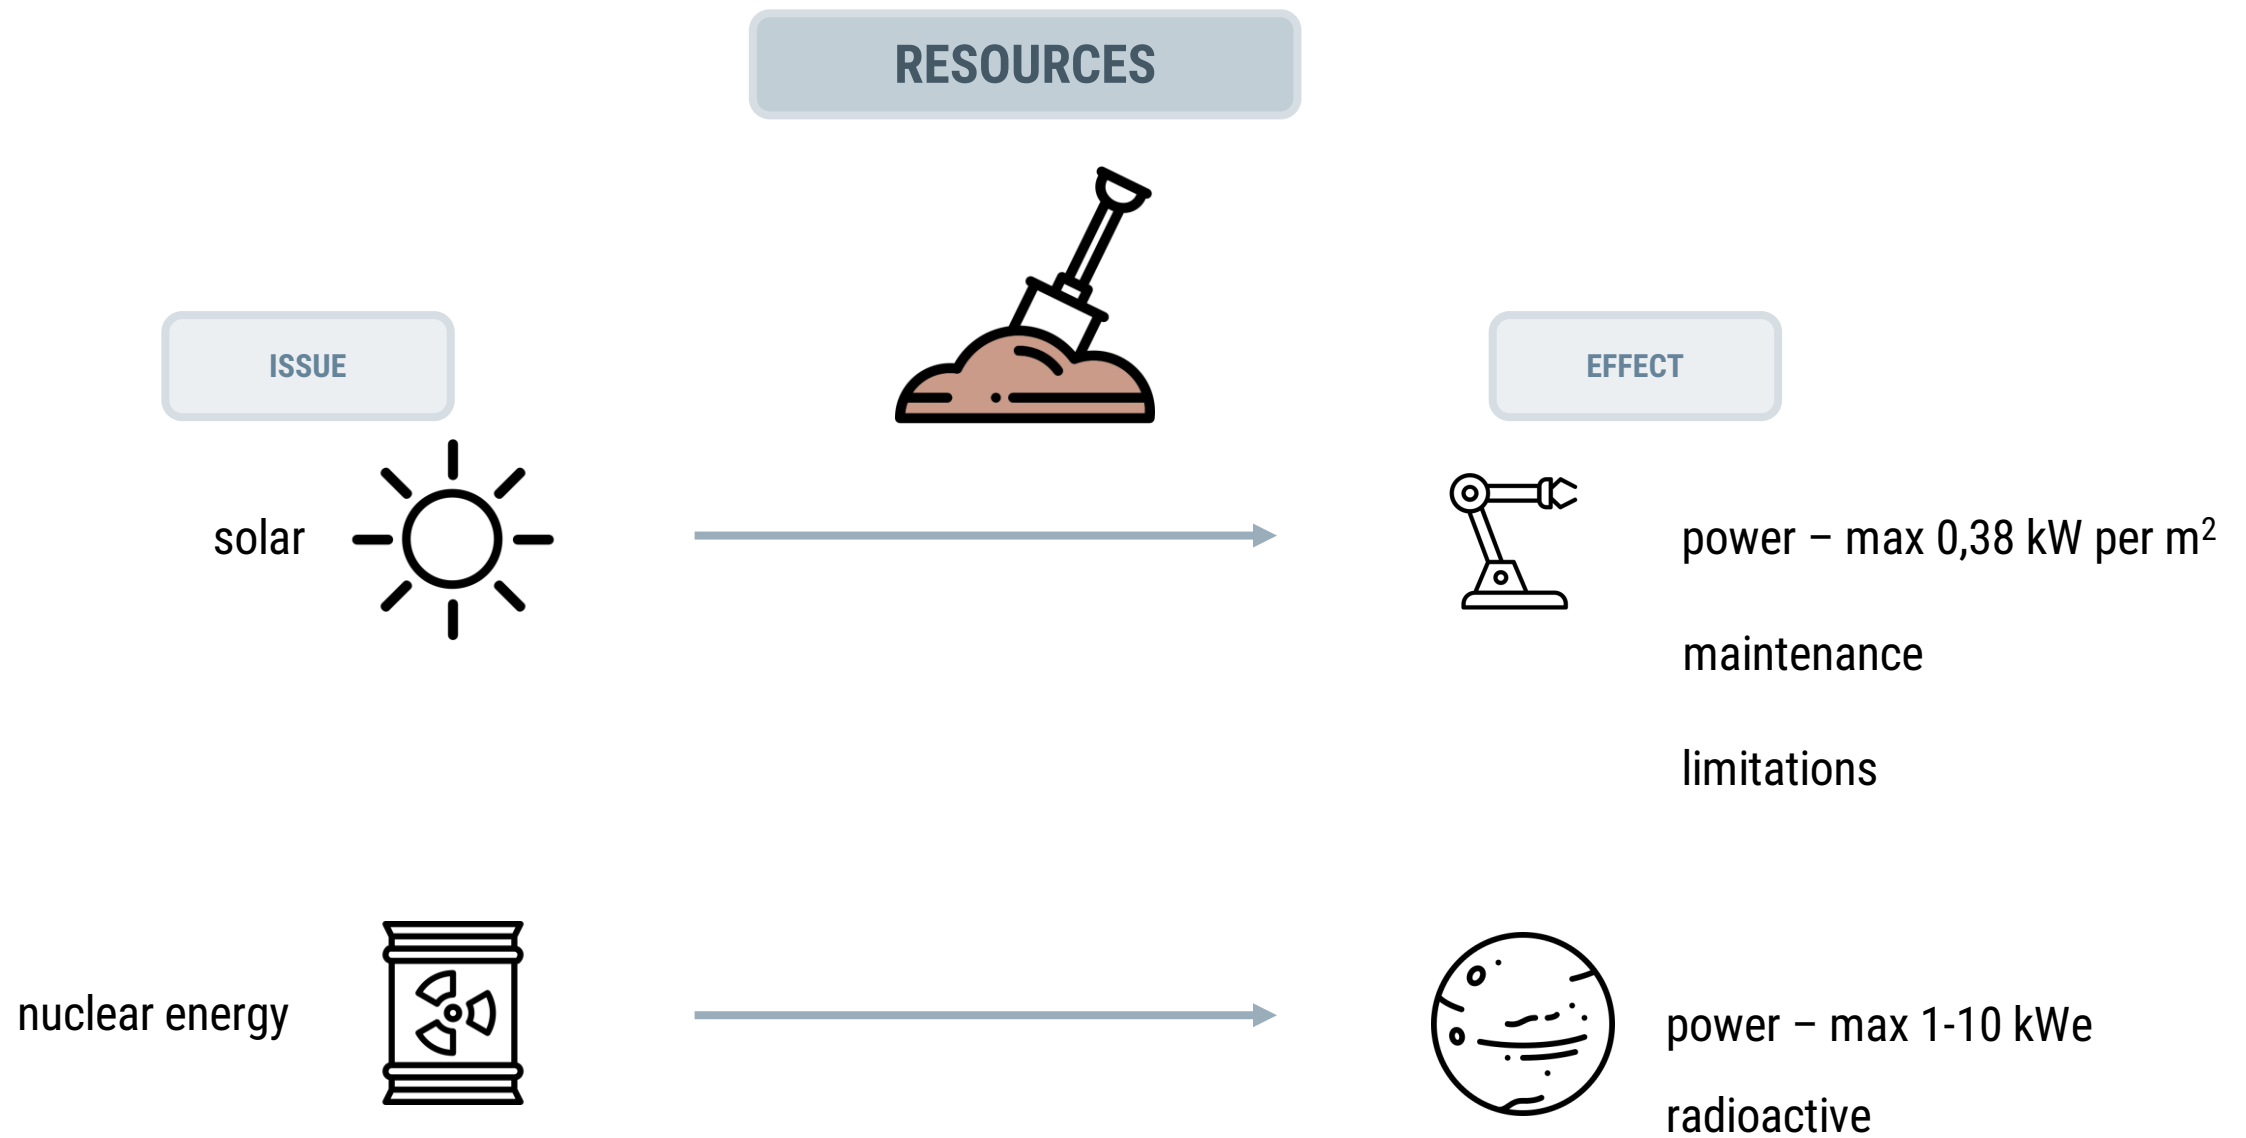 RESOURCES
ISSUE
EFFECT
solar
power – max 0,38 kW per m²
maintenance
limitations
nuclear energy
power – max 1-10 kWe
radioactive